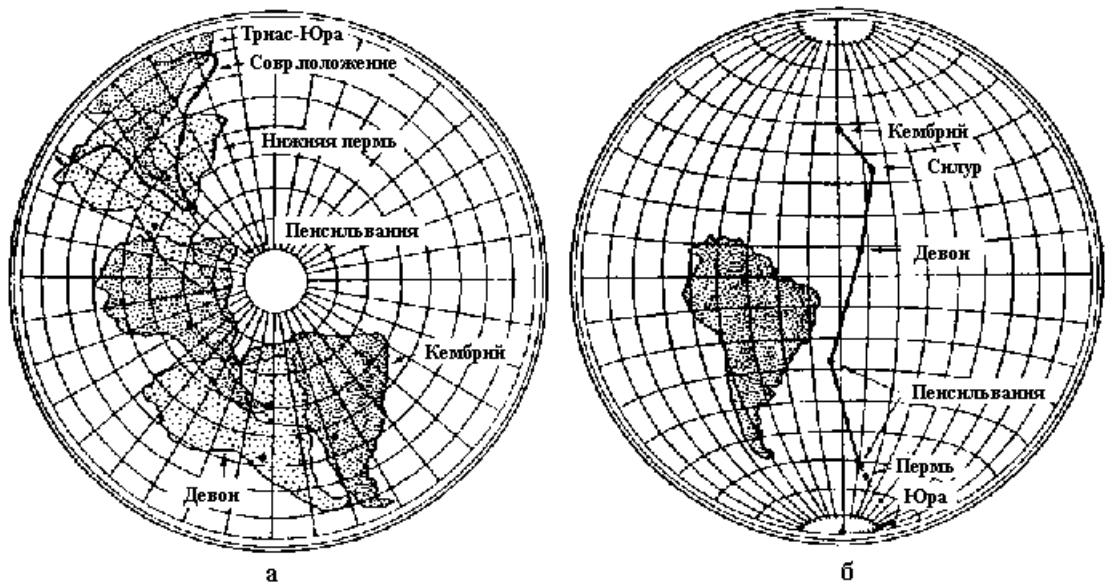 Триас-Юра
Совр.положение
Нижняя пермь
Пенсильвания
Кембрий
Девон
а
Кембрий
Силур
Девон
Пенсильвания
Пермь
Юра
б